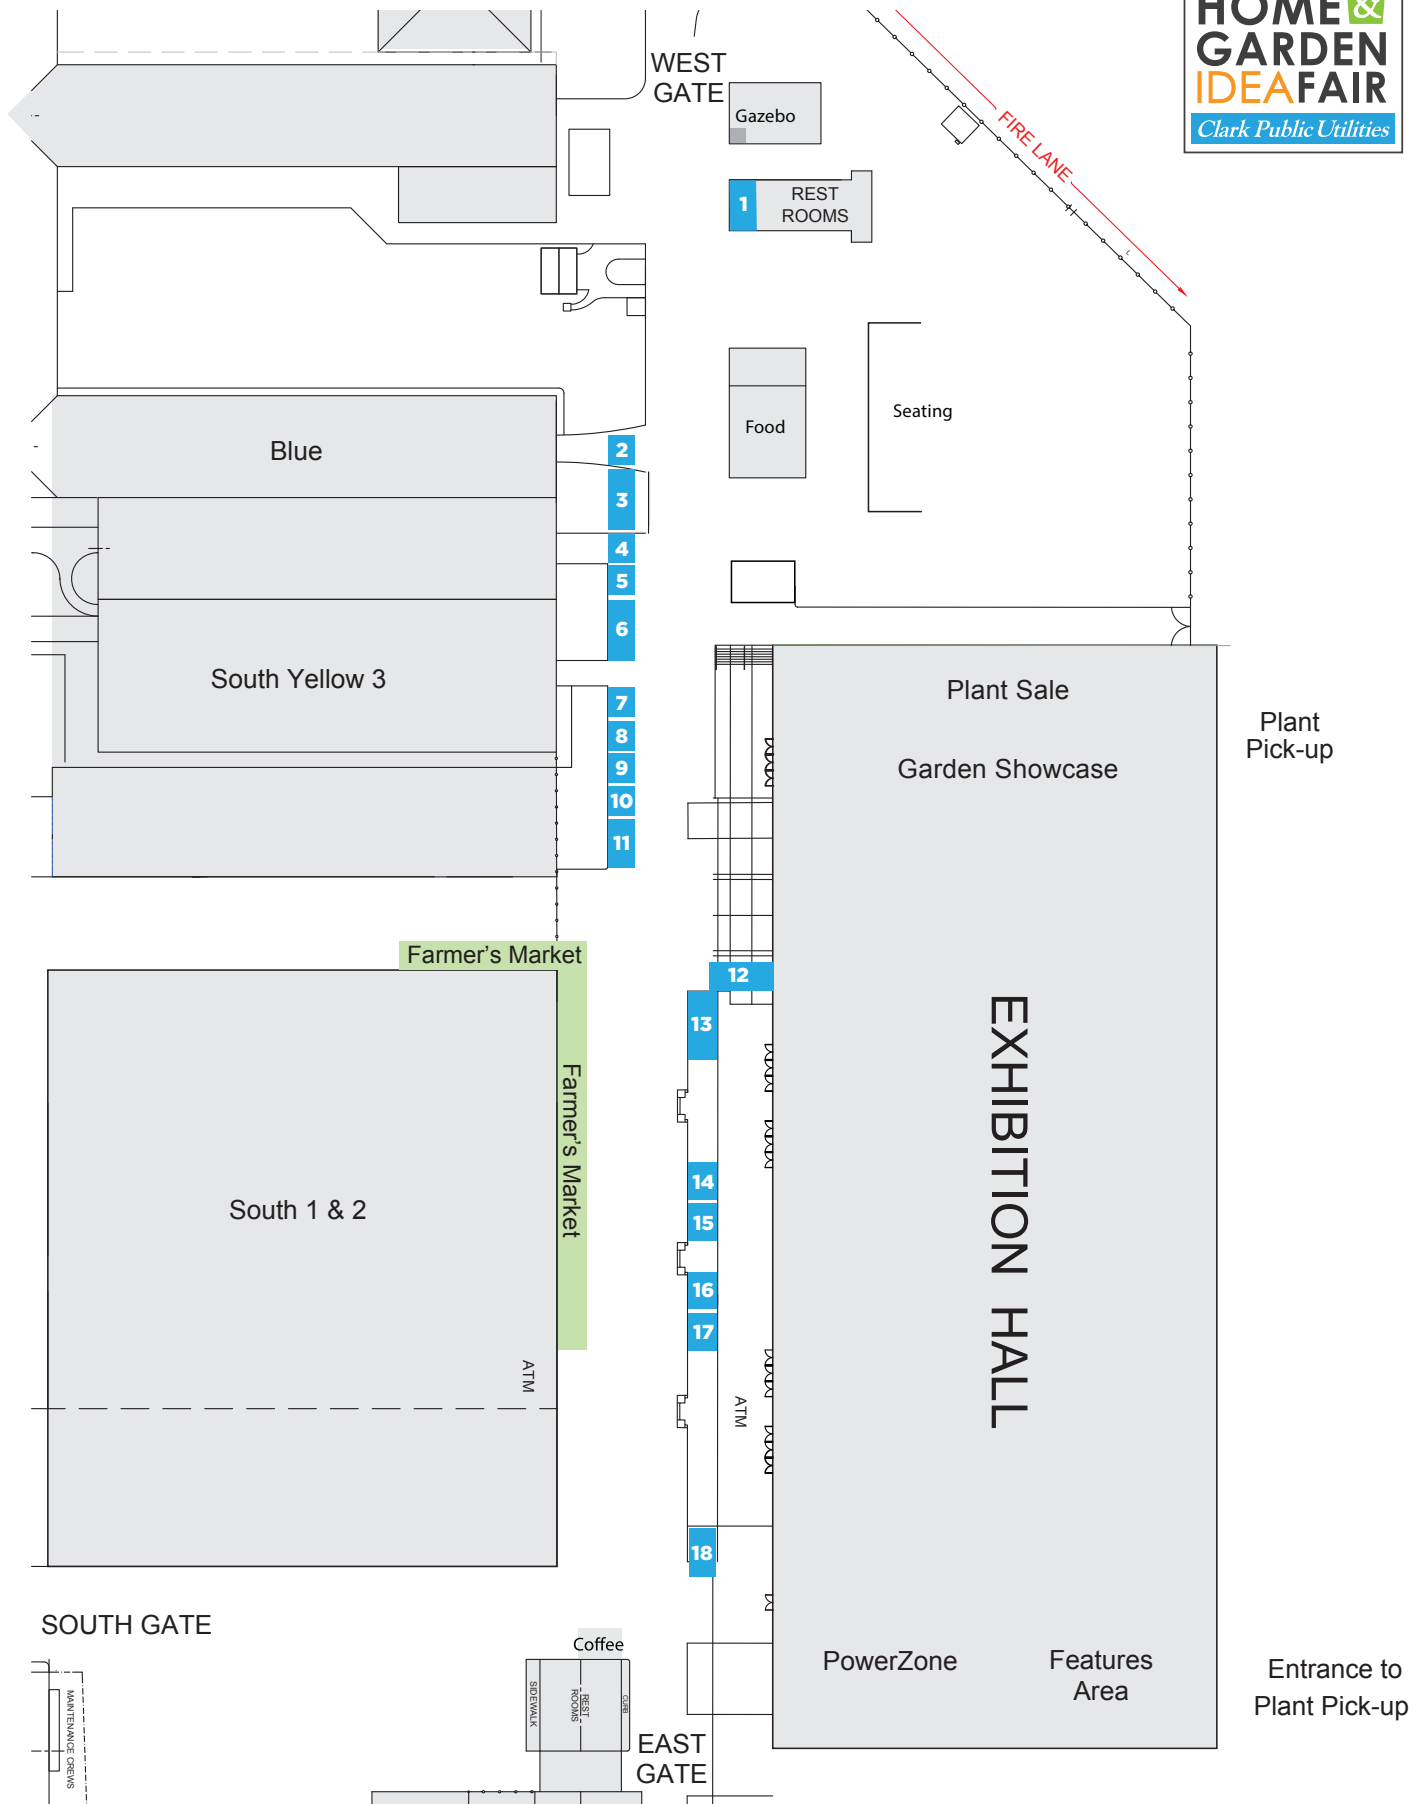 HOME &
GARDEN
IDEAFAIR
Clark Public Utilities
WEST
GATE
Gazebo
FIRE LANE
1
REST
ROOMS
L
Seating
Food
Blue
2
3
4
5
6
South Yellow 3
7
8
9
10
11
Plant Sale
Plant
Pick-up
Garden Showcase
Farmer's Market
12
13
Farmer's Market
EXHIBITION HALL
14
15
South 1 & 2
16
17
ATM
ATM
18
SOUTH GATE
Coffee
PowerZone
Features
Area
Entrance to
Plant Pick-up
MAINTENANCE CREWS
SIDEWALK
REST
ROOMS
CURB
EAST
GATE